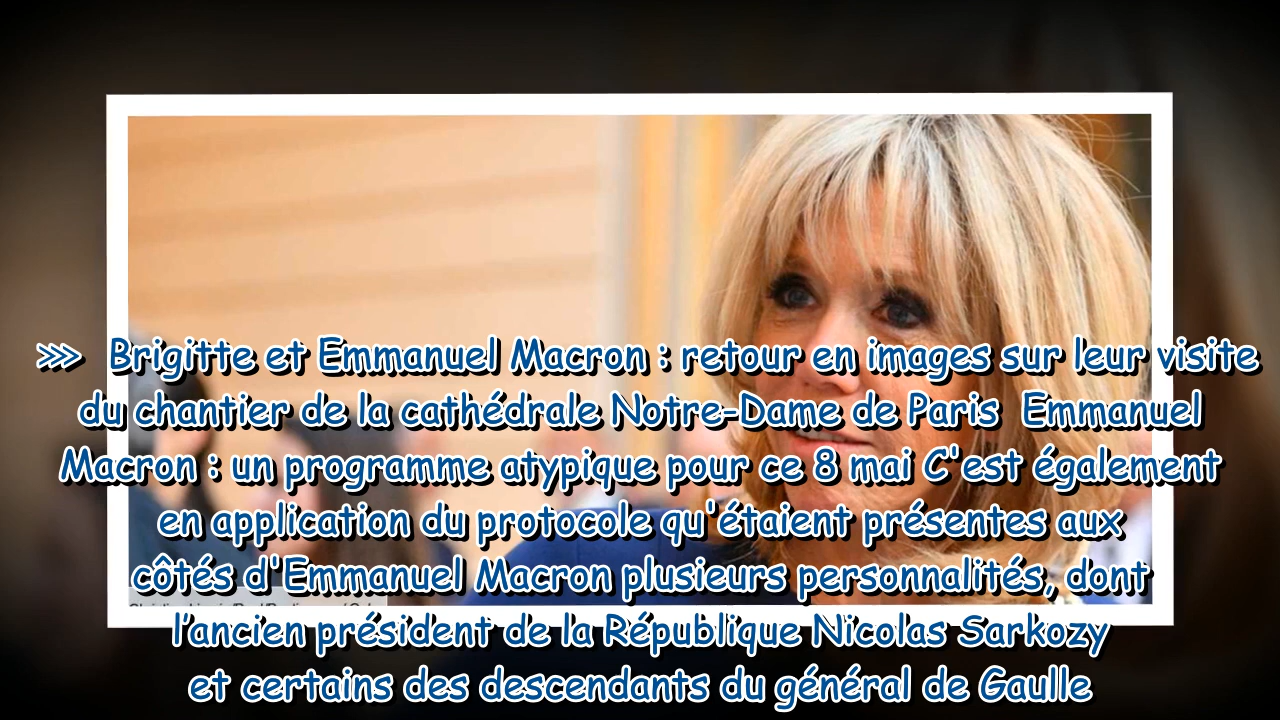 >>> Brigitte et Emmanuel Macron : retour en images sur leur visite
du chantier de la cathédrale Notre-Dame de Paris Emmanuel
Macron : un programme atypique pour ce 8 mai C'est également
en application du protocole qu'étaient présentes aux
côtés d'Emmanuel Macron plusieurs personnalités, dont
l'ancien président de la République Nicolas Sarkozy
et certains des descendants du général de Gaulle